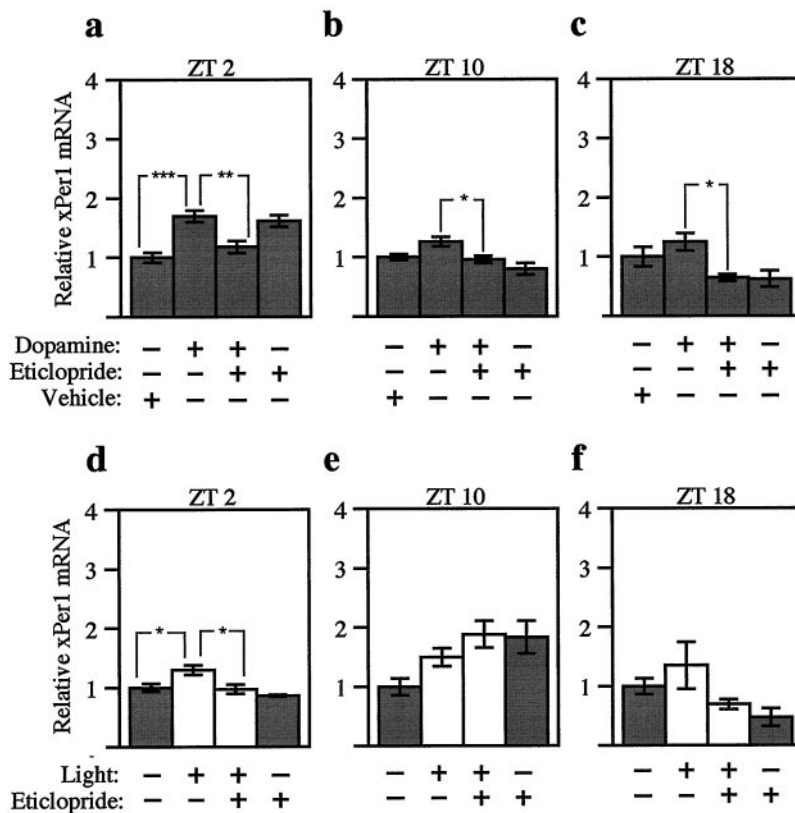 a b c
ZT 2 ZT 10 ZT 18
Relative xPer1 mRNA
4 4 4
3 3 3
*** ** * *
2 2 2
1 1 1
Dopamine: − + + − − + + − − + + −
Eticlopride: − − + + − − + + − − + +
Vehicle: + − − − + − − − + − − −
d e f
ZT 2 ZT 10 ZT 18
Relative xPer1 mRNA
4 4 4
3 3 3
2 2 2
* *
1 1 1
Light: − + + − − + + − − + + −
Eticlopride: − − + + − − + + − − + +